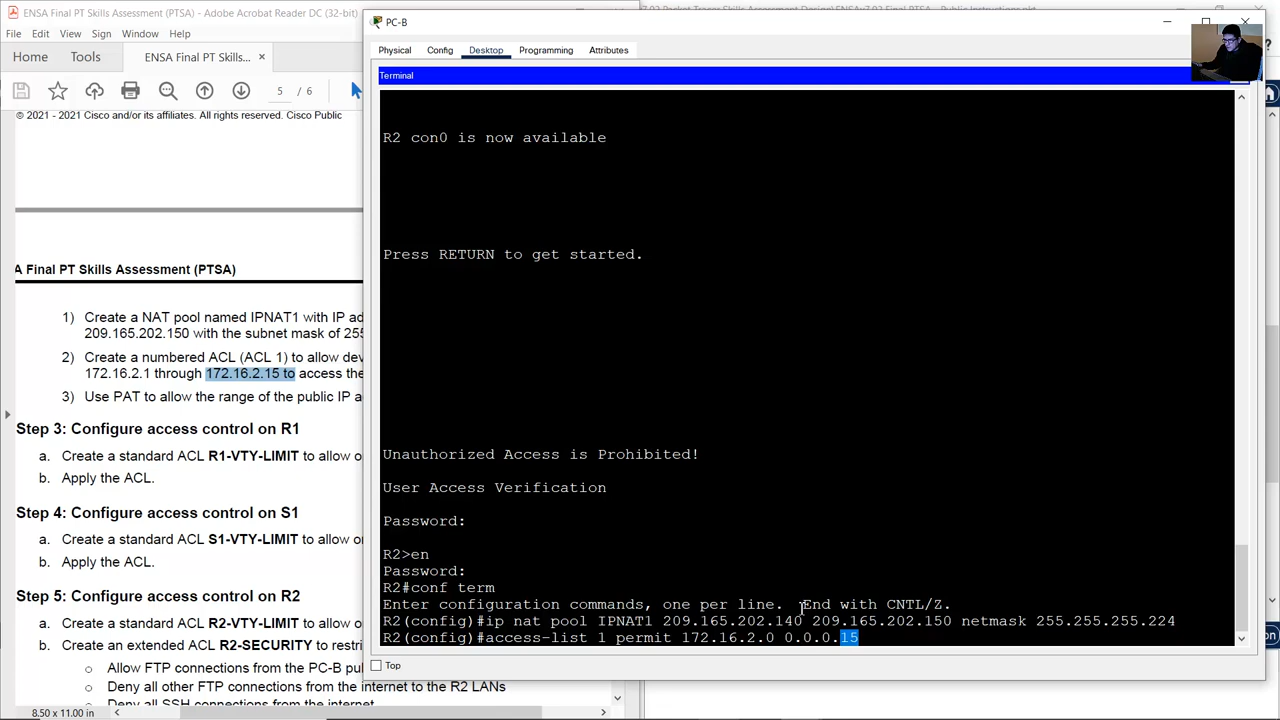 ENSA Final PT Skills Assessment (PTSA) - Adobe Acrobat Reader DC (32-bit)
File Edit View Sign Window Help
Home Tools ENSA Final PT Skills... ×
5 / 6
© 2021 - 2021 Cisco and/or its affiliates. All rights reserved. Cisco Public
A Final PT Skills Assessment (PTSA)
1) Create a NAT pool named IPNAT1 with IP ad
209.165.202.150 with the subnet mask of 255
2) Create a numbered ACL (ACL 1) to allow dev
172.16.2.1 through 172.16.2.15 to access the
3) Use PAT to allow the range of the public IP a
Step 3: Configure access control on R1
a. Create a standard ACL R1-VTY-LIMIT to allow o
b. Apply the ACL.
Step 4: Configure access control on S1
a. Create a standard ACL S1-VTY-LIMIT to allow o
b. Apply the ACL.
Step 5: Configure access control on R2
a. Create a standard ACL R2-VTY-LIMIT to allow o
b. Create an extended ACL R2-SECURITY to restri
Allow FTP connections from the PC-B pu
Deny all other FTP connections from the internet to the R2 LANs
Deny all SSH connections from the internet.
8.50 x 11.00 in
PC-B
Physical Config Desktop Programming Attributes
Terminal
R2 con0 is now available
Press RETURN to get started.
Unauthorized Access is Prohibited!
User Access Verification
Password:
R2>en
Password:
R2#conf term
Enter configuration commands, one per line. End with CNTL/Z.
R2(config)#ip nat pool IPNAT1 209.165.202.140 209.165.202.150 netmask 255.255.255.224
R2(config)#access-list 1 permit 172.16.2.0 0.0.0.15
Top